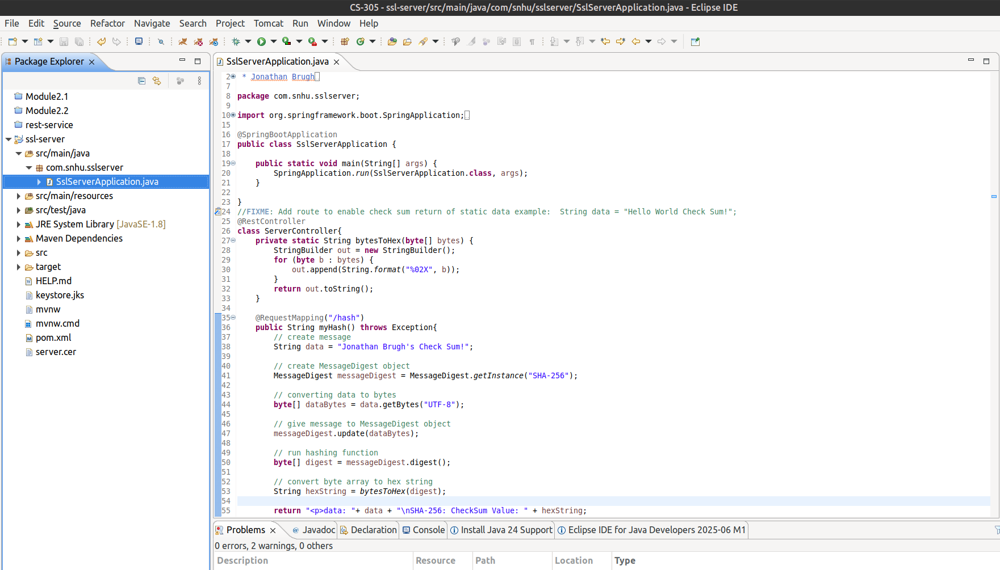 CS-305 - ssl-server/src/main/java/com/snhu/sslserver/SslServerApplication.java - Eclipse IDE
File Edit Source Refactor Navigate Search Project Tomcat Run Window Help
Package Explorer
Module2.1
Module2.2
rest-service
ssl-server
src/main/java
com.snhu.sslserver
SslServerApplication.java
src/main/resources
src/test/java
JRE System Library [JavaSE-1.8]
Maven Dependencies
src
target
HELP.md
keystore.jks
mvnw
mvnw.cmd
pom.xml
server.cer
SslServerApplication.java
2 * Jonathan Brugh
7
8 package com.snhu.sslserver;
9
10 import org.springframework.boot.SpringApplication;
15
16 @SpringBootApplication
17 public class SslServerApplication {
18
19     public static void main(String[] args) {
20         SpringApplication.run(SslServerApplication.class, args);
21     }
22
23 }
24 //FIXME: Add route to enable check sum return of static data example:  String data = "Hello World Check Sum!";
25 @RestController
26 class ServerController{
27     private static String bytesToHex(byte[] bytes) {
28         StringBuilder out = new StringBuilder();
29         for (byte b : bytes) {
30             out.append(String.format("%02X", b));
31         }
32         return out.toString();
33     }
34
35     @RequestMapping("/hash")
36     public String myHash() throws Exception{
37         // create message
38         String data = "Jonathan Brugh's Check Sum!";
39
40         // create MessageDigest object
41         MessageDigest messageDigest = MessageDigest.getInstance("SHA-256");
42
43         // converting data to bytes
44         byte[] dataBytes = data.getBytes("UTF-8");
45
46         // give message to MessageDigest object
47         messageDigest.update(dataBytes);
48
49         // run hashing function
50         byte[] digest = messageDigest.digest();
51
52         // convert byte array to hex string
53         String hexString = bytesToHex(digest);
54
55         return "<p>data: "+ data + "\nSHA-256: CheckSum Value: " + hexString;
Problems Javadoc Declaration Console Install Java 24 Support Eclipse IDE for Java Developers 2025-06 M1
0 errors, 2 warnings, 0 others
Description Resource Path Location Type